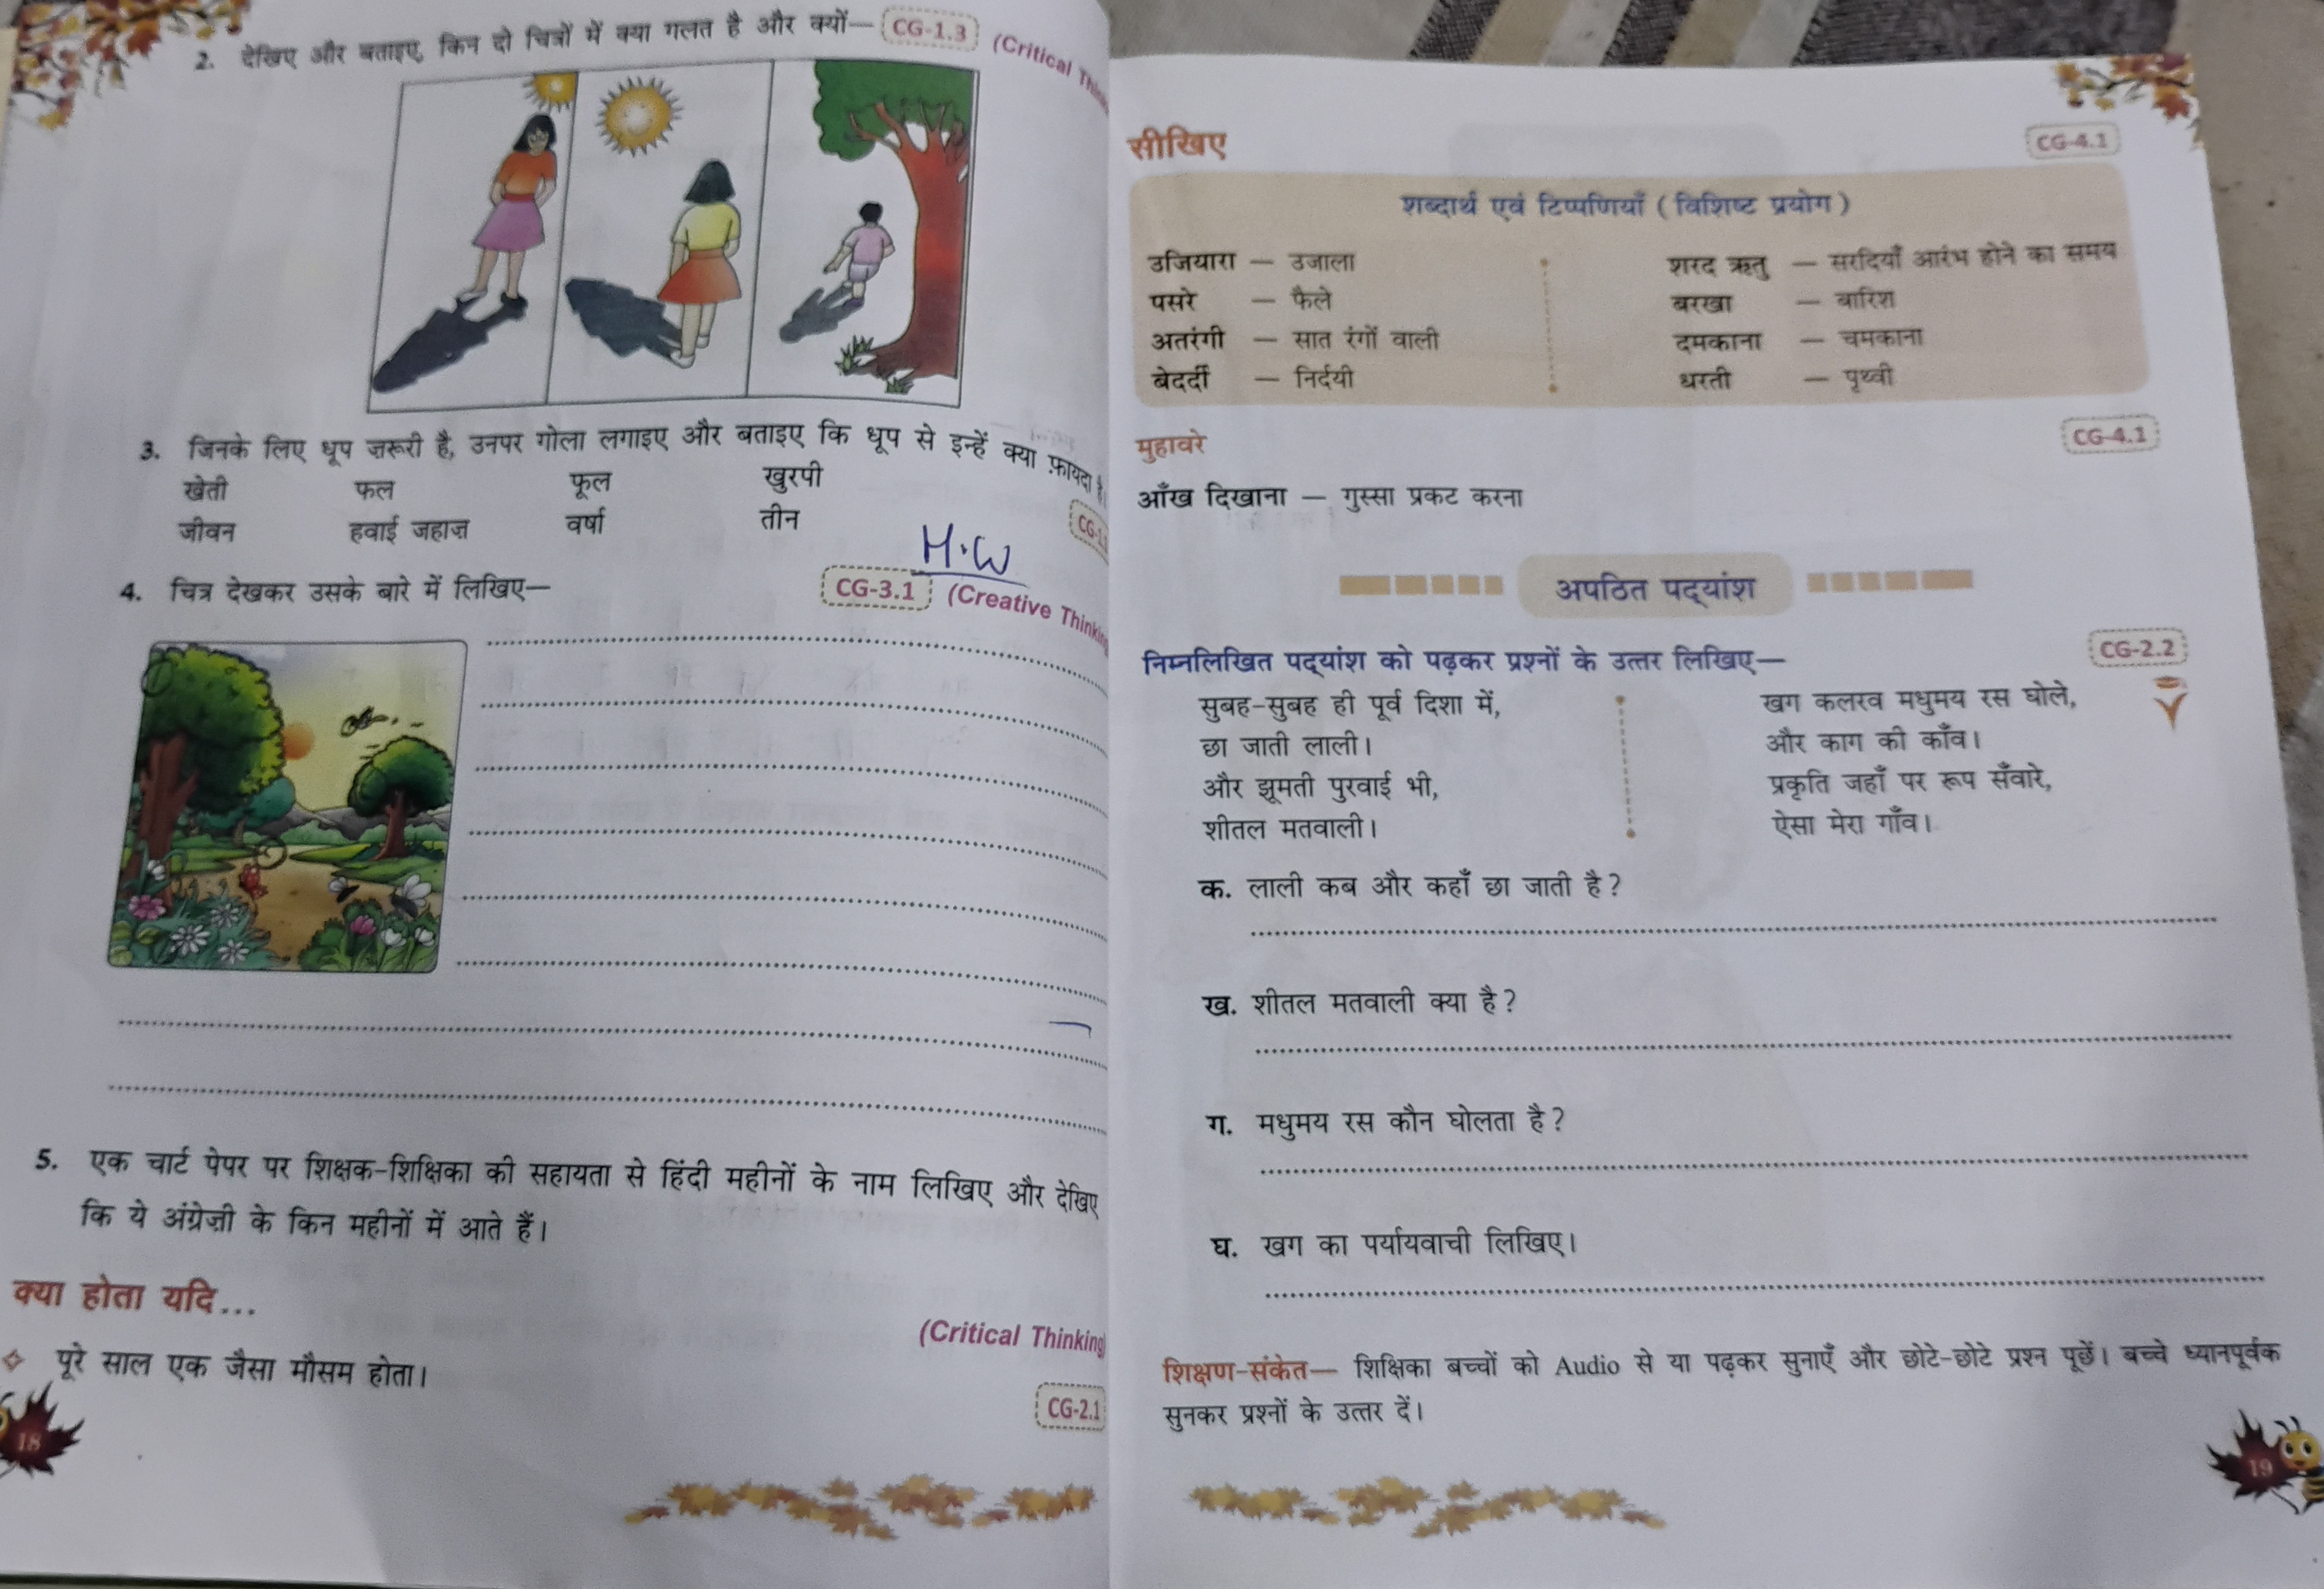 2. देखिए और बताइए, किन दो चित्रों में क्या गलत है और क्यों— CG-1.3 (Critical
3. जिनके लिए धूप ज़रूरी है, उनपर गोला लगाइए और बताइए कि धूप से इन्हें क्या फ़ायदा है।
खेती फल फूल खुरपी
जीवन हवाई जहाज़ वर्षा तीन
H.W
4. चित्र देखकर उसके बारे में लिखिए— CG-3.1 (Creative Thinking
5. एक चार्ट पेपर पर शिक्षक-शिक्षिका की सहायता से हिंदी महीनों के नाम लिखिए और देखिए
कि ये अंग्रेज़ी के किन महीनों में आते हैं।
क्या होता यदि...
(Critical Thinking)
पूरे साल एक जैसा मौसम होता।
CG-2.1
18
सीखिए CG-4.1
शब्दार्थ एवं टिप्पणियाँ (विशिष्ट प्रयोग)
उजियारा — उजाला शरद ऋतु — सरदियाँ आरंभ होने का समय
पसरे — फैले बरखा — बारिश
अतरंगी — सात रंगों वाली दमकाना — चमकाना
बेदर्दी — निर्दयी धरती — पृथ्वी
मुहावरे CG-4.1
आँख दिखाना — गुस्सा प्रकट करना
अपठित पद्यांश
निम्नलिखित पद्यांश को पढ़कर प्रश्नों के उत्तर लिखिए— CG-2.2
सुबह-सुबह ही पूर्व दिशा में,
छा जाती लाली।
और झूमती पुरवाई भी,
शीतल मतवाली।
खग कलरव मधुमय रस घोले,
और काग की काँव।
प्रकृति जहाँ पर रूप सँवारे,
ऐसा मेरा गाँव।
क. लाली कब और कहाँ छा जाती है?
ख. शीतल मतवाली क्या है?
ग. मधुमय रस कौन घोलता है?
घ. खग का पर्यायवाची लिखिए।
शिक्षण-संकेत— शिक्षिका बच्चों को Audio से या पढ़कर सुनाएँ और छोटे-छोटे प्रश्न पूछें। बच्चे ध्यानपूर्वक
सुनकर प्रश्नों के उत्तर दें।
19